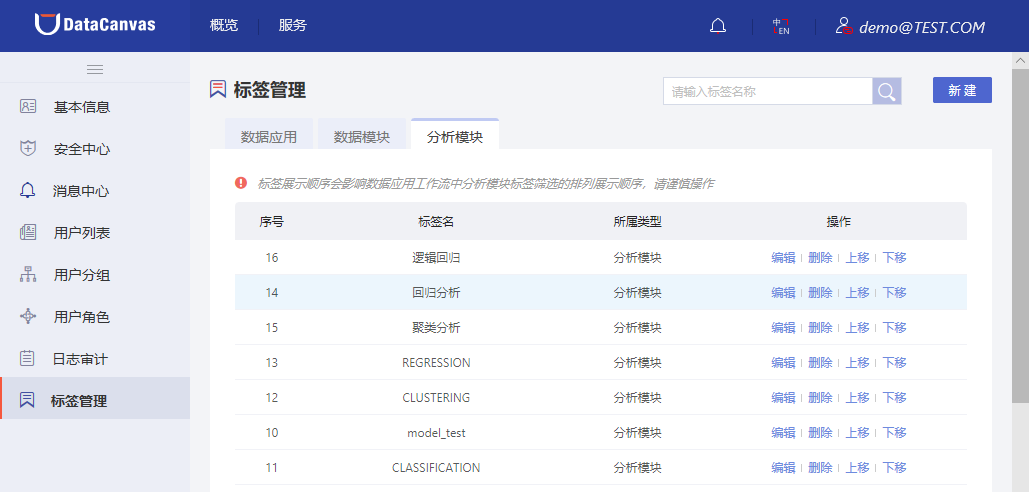 DataCanvas
概览 服务
中 EN
demo@TEST.COM
基本信息
安全中心
消息中心
用户列表
用户分组
用户角色
日志审计
标签管理
标签管理
请输入标签名称
新 建
数据应用 数据模块 分析模块
标签展示顺序会影响数据应用工作流中分析模块标签筛选的排列展示顺序，请谨慎操作
序号 标签名 所属类型 操作
16 逻辑回归 分析模块 编辑 删除 上移 下移
14 回归分析 分析模块 编辑 删除 上移 下移
15 聚类分析 分析模块 编辑 删除 上移 下移
13 REGRESSION 分析模块 编辑 删除 上移 下移
12 CLUSTERING 分析模块 编辑 删除 上移 下移
10 model_test 分析模块 编辑 删除 上移 下移
11 CLASSIFICATION 分析模块 编辑 删除 上移 下移